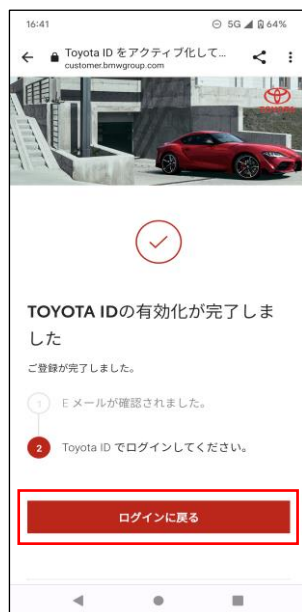 16:41
5G 64%
Toyota ID をアクティブ化して...
customer.bmwgroup.com
TOYOTA
TOYOTA IDの有効化が完了しま
した
ご登録が完了しました。
1 E メールが確認されました。
2 Toyota ID でログインしてください。
ログインに戻る